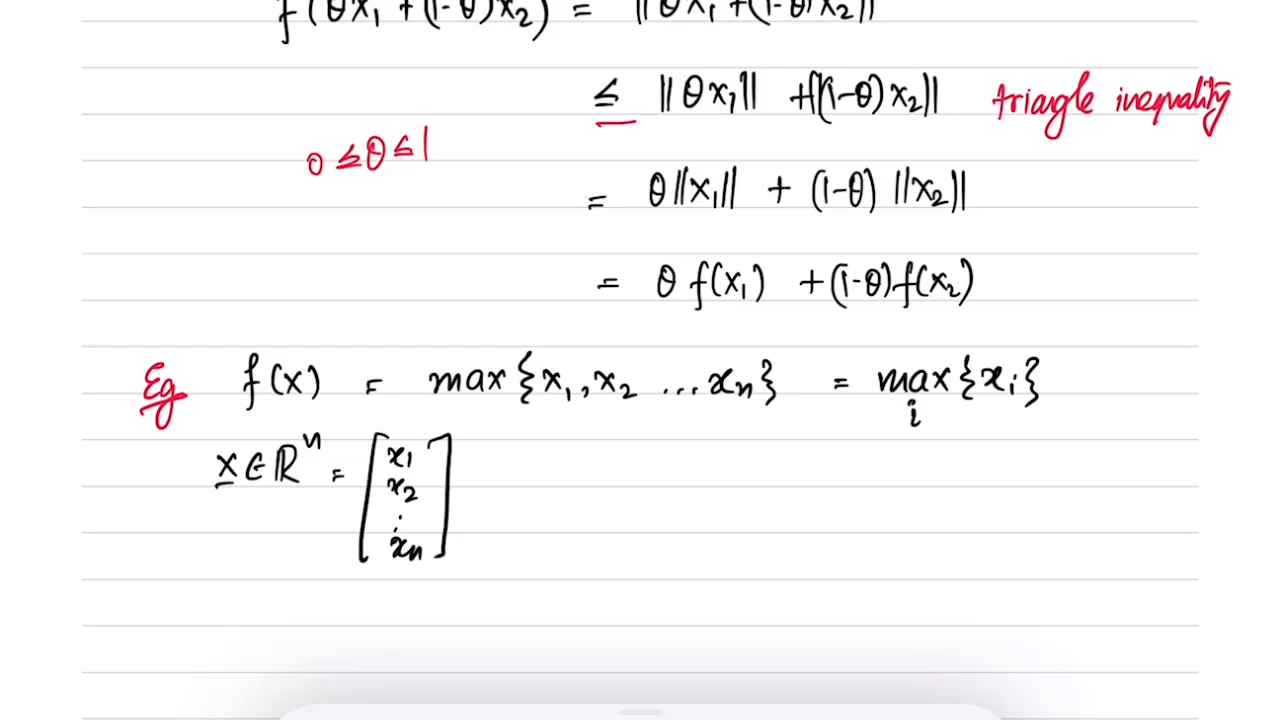 f(θx₁ + (1-θ)x₂) = ||θx₁ + (1-θ)x₂||
≤ ||θx₁|| + ||(1-θ)x₂|| triangle inequality
0 ≤ θ ≤ 1
= θ||x₁|| + (1-θ) ||x₂||
= θ f(x₁) + (1-θ)f(x₂)
Eg f(x) = max{x₁, x₂ ... xₙ} = max_i {xᵢ}
x ∈ ℝⁿ = [x₁
x₂
⋮
xₙ]